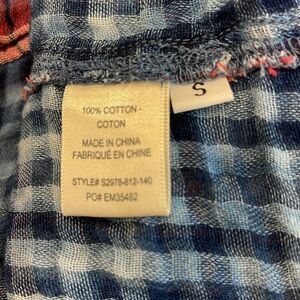 S
100% COTTON -
COTON
MADE IN CHINA
FABRIQUÉ EN CHINE
STYLE# S2978-812-140
PO# EM35482